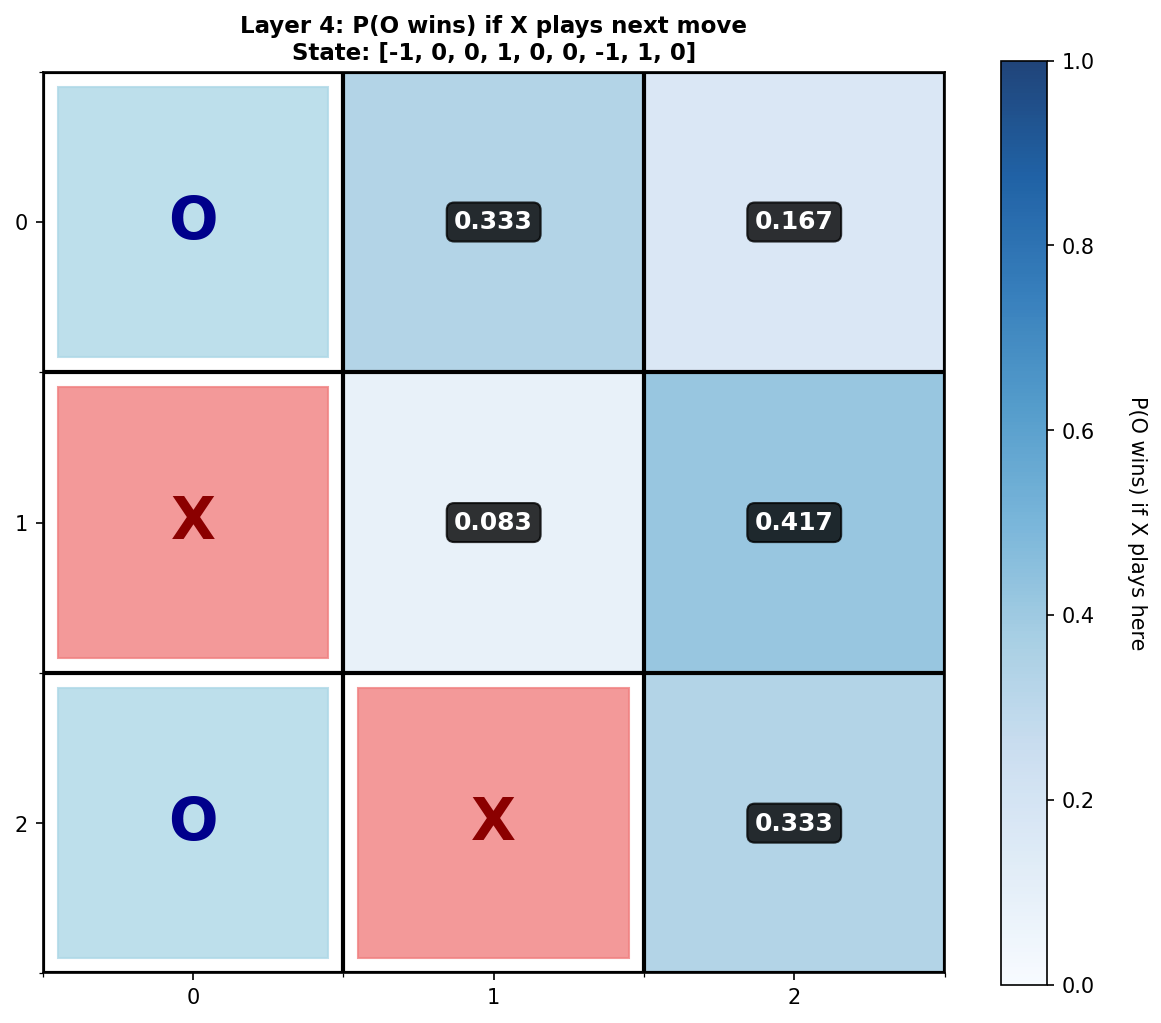 Layer 4: P(O wins) if X plays next move
State: [-1, 0, 0, 1, 0, 0, -1, 1, 0]
0
O
0.333
0.167
1
X
0.083
0.417
2
O
X
0.333
0
1
2
1.0
0.8
0.6
0.4
0.2
0.0
P(O wins) if X plays here